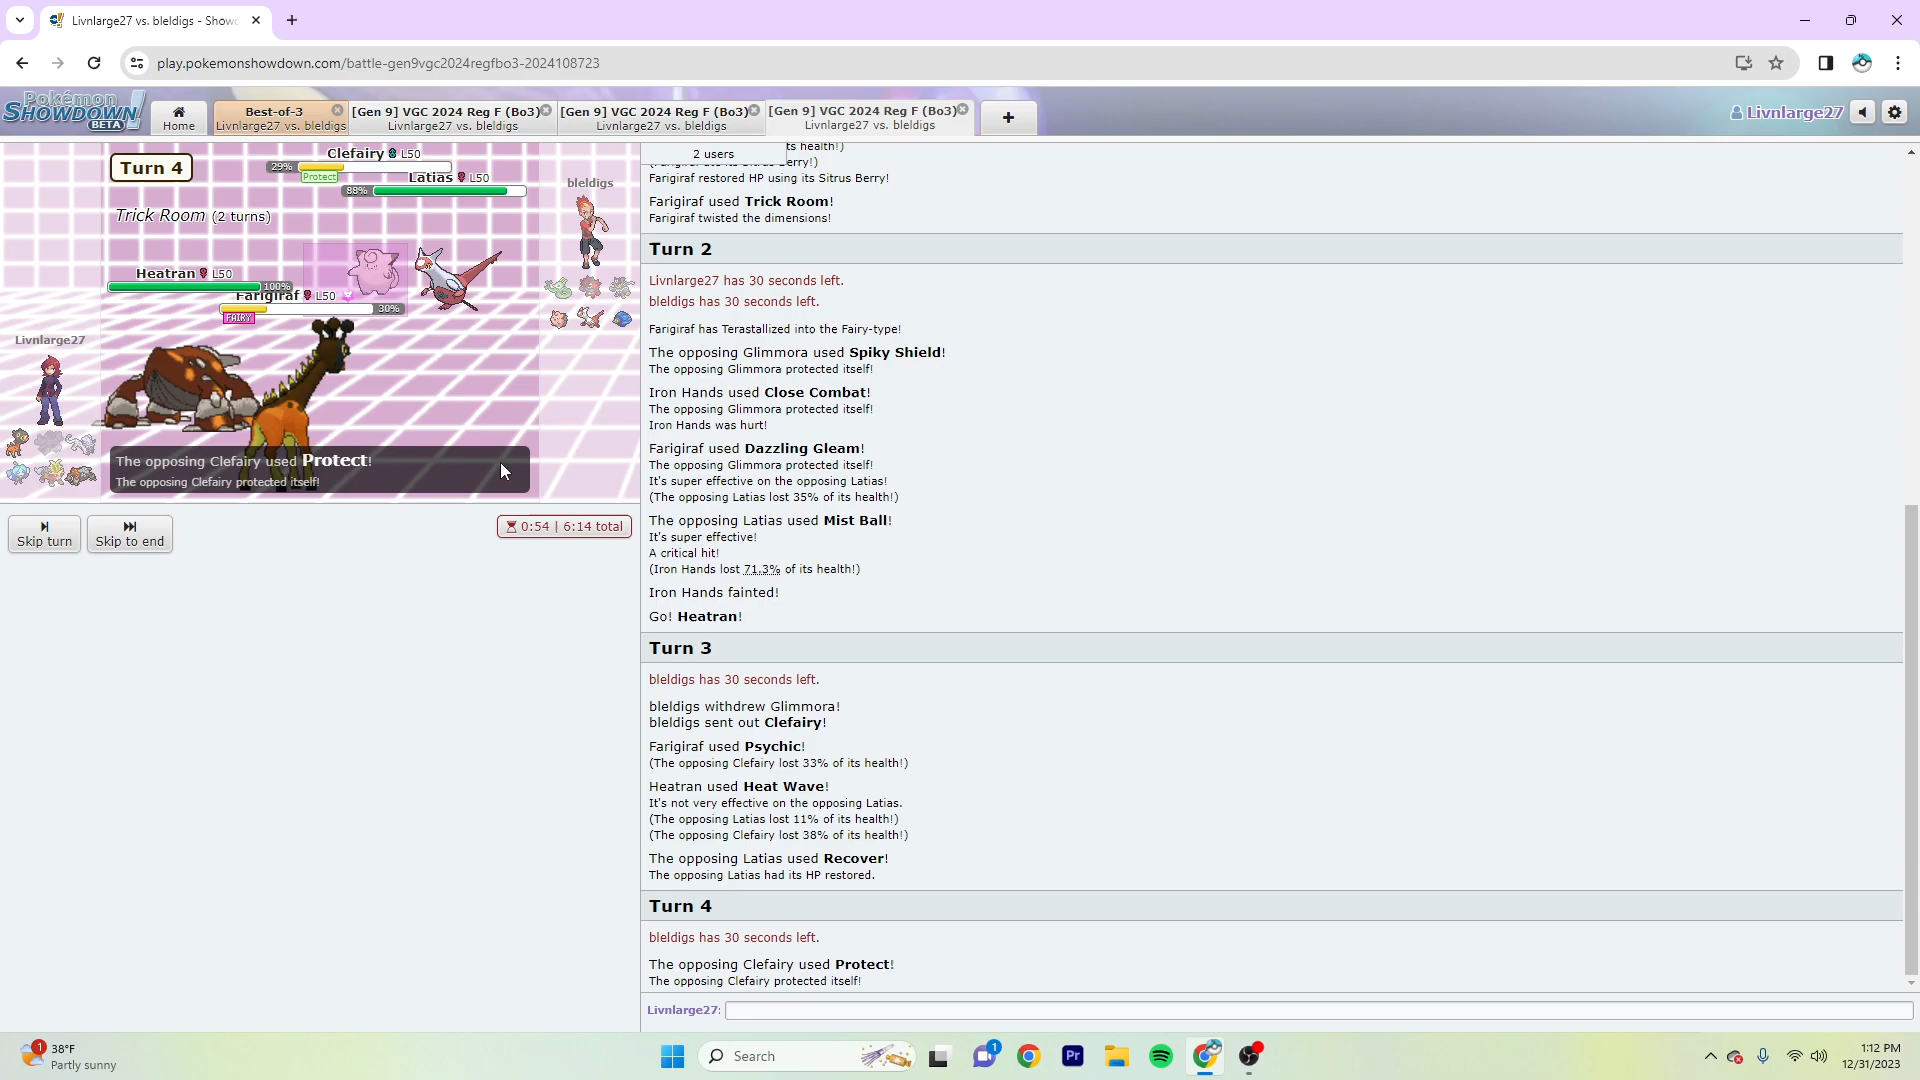 Livnlarge27 vs. bleldigs - Showd
play.pokemonshowdown.com/battle-gen9vgc2024regfbo3-2024108723
Pokémon
SHOWDOWN!
BETA
Home
Best-of-3
Livnlarge27 vs. bleldigs
[Gen 9] VGC 2024 Reg F (Bo3)
Livnlarge27 vs. bleldigs
[Gen 9] VGC 2024 Reg F (Bo3)
Livnlarge27 vs. bleldigs
[Gen 9] VGC 2024 Reg F (Bo3)
Livnlarge27 vs. bleldigs
Livnlarge27
Turn 4
Clefairy L50
29%
Protect
Latias L50
88%
bleldigs
Trick Room (2 turns)
Heatran L50
100%
Farigiraf L50
30%
FAIRY
Livnlarge27
The opposing Clefairy used Protect!
The opposing Clefairy protected itself!
Skip turn
Skip to end
0:54 | 6:14 total
2 users
ts health!)
erry!)
Farigiraf restored HP using its Sitrus Berry!
Farigiraf used Trick Room!
Farigiraf twisted the dimensions!
Turn 2
Livnlarge27 has 30 seconds left.
bleldigs has 30 seconds left.
Farigiraf has Terastallized into the Fairy-type!
The opposing Glimmora used Spiky Shield!
The opposing Glimmora protected itself!
Iron Hands used Close Combat!
The opposing Glimmora protected itself!
Iron Hands was hurt!
Farigiraf used Dazzling Gleam!
The opposing Glimmora protected itself!
It's super effective on the opposing Latias!
(The opposing Latias lost 35% of its health!)
The opposing Latias used Mist Ball!
It's super effective!
A critical hit!
(Iron Hands lost 71.3% of its health!)
Iron Hands fainted!
Go! Heatran!
Turn 3
bleldigs has 30 seconds left.
bleldigs withdrew Glimmora!
bleldigs sent out Clefairy!
Farigiraf used Psychic!
(The opposing Clefairy lost 33% of its health!)
Heatran used Heat Wave!
It's not very effective on the opposing Latias.
(The opposing Latias lost 11% of its health!)
(The opposing Clefairy lost 38% of its health!)
The opposing Latias used Recover!
The opposing Latias had its HP restored.
Turn 4
bleldigs has 30 seconds left.
The opposing Clefairy used Protect!
The opposing Clefairy protected itself!
Livnlarge27:
1
38°F
Partly sunny
Search
1
Pr
1:12 PM
12/31/2023